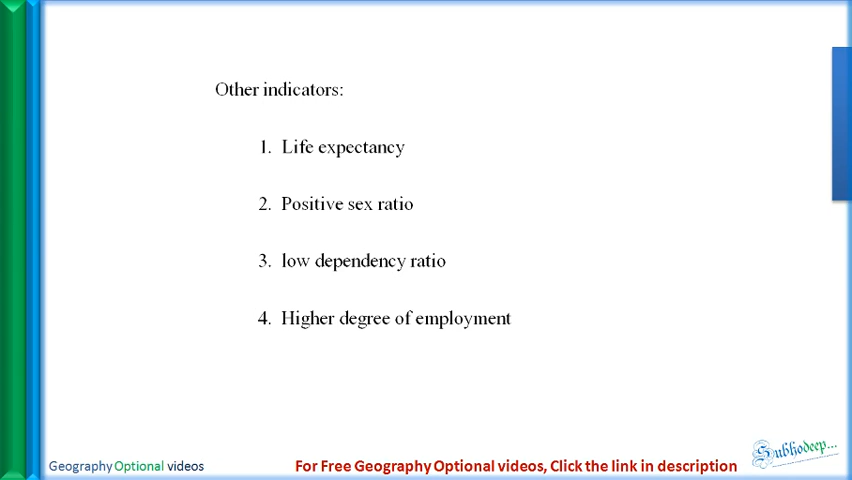 Other indicators:
1. Life expectancy
2. Positive sex ratio
3. low dependency ratio
4. Higher degree of employment
Subhodeep...
Geography Optional videos
For Free Geography Optional videos, Click the link in description